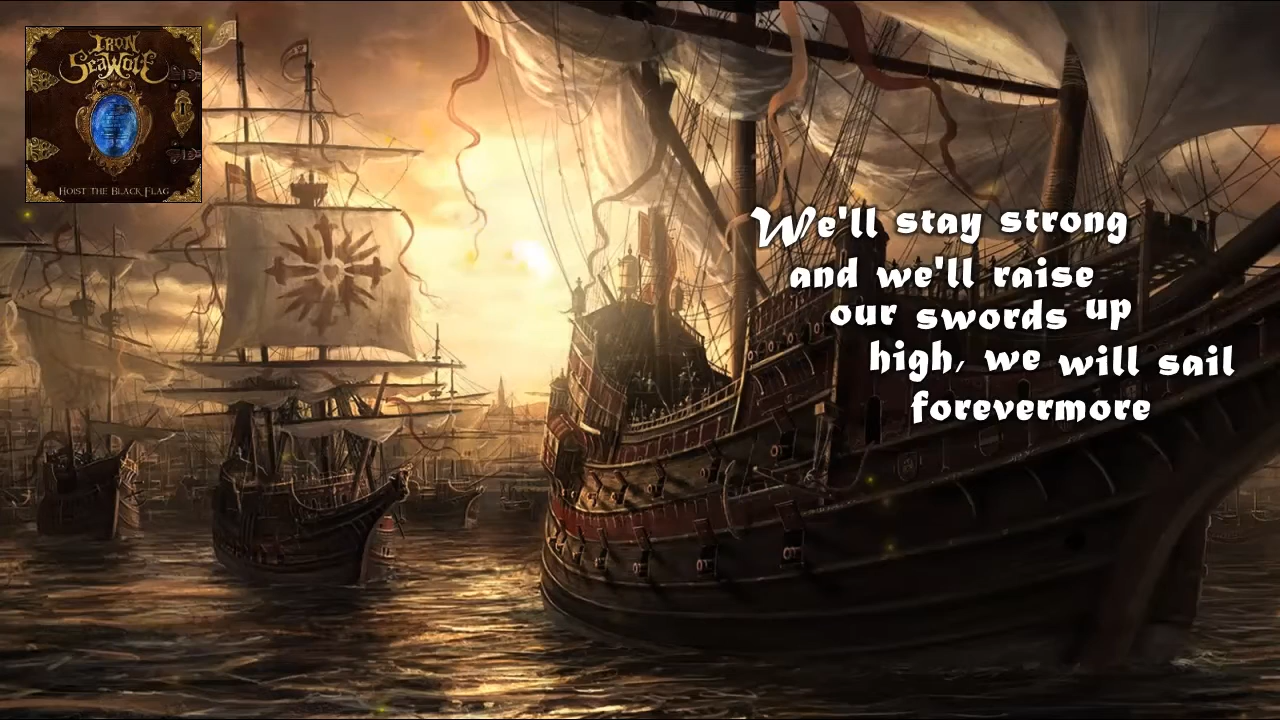 Iron
SeaWolf
Hoist the Black Flag
We'll stay strong
and we'll raise
our swords up
high, we will sail
forevermore